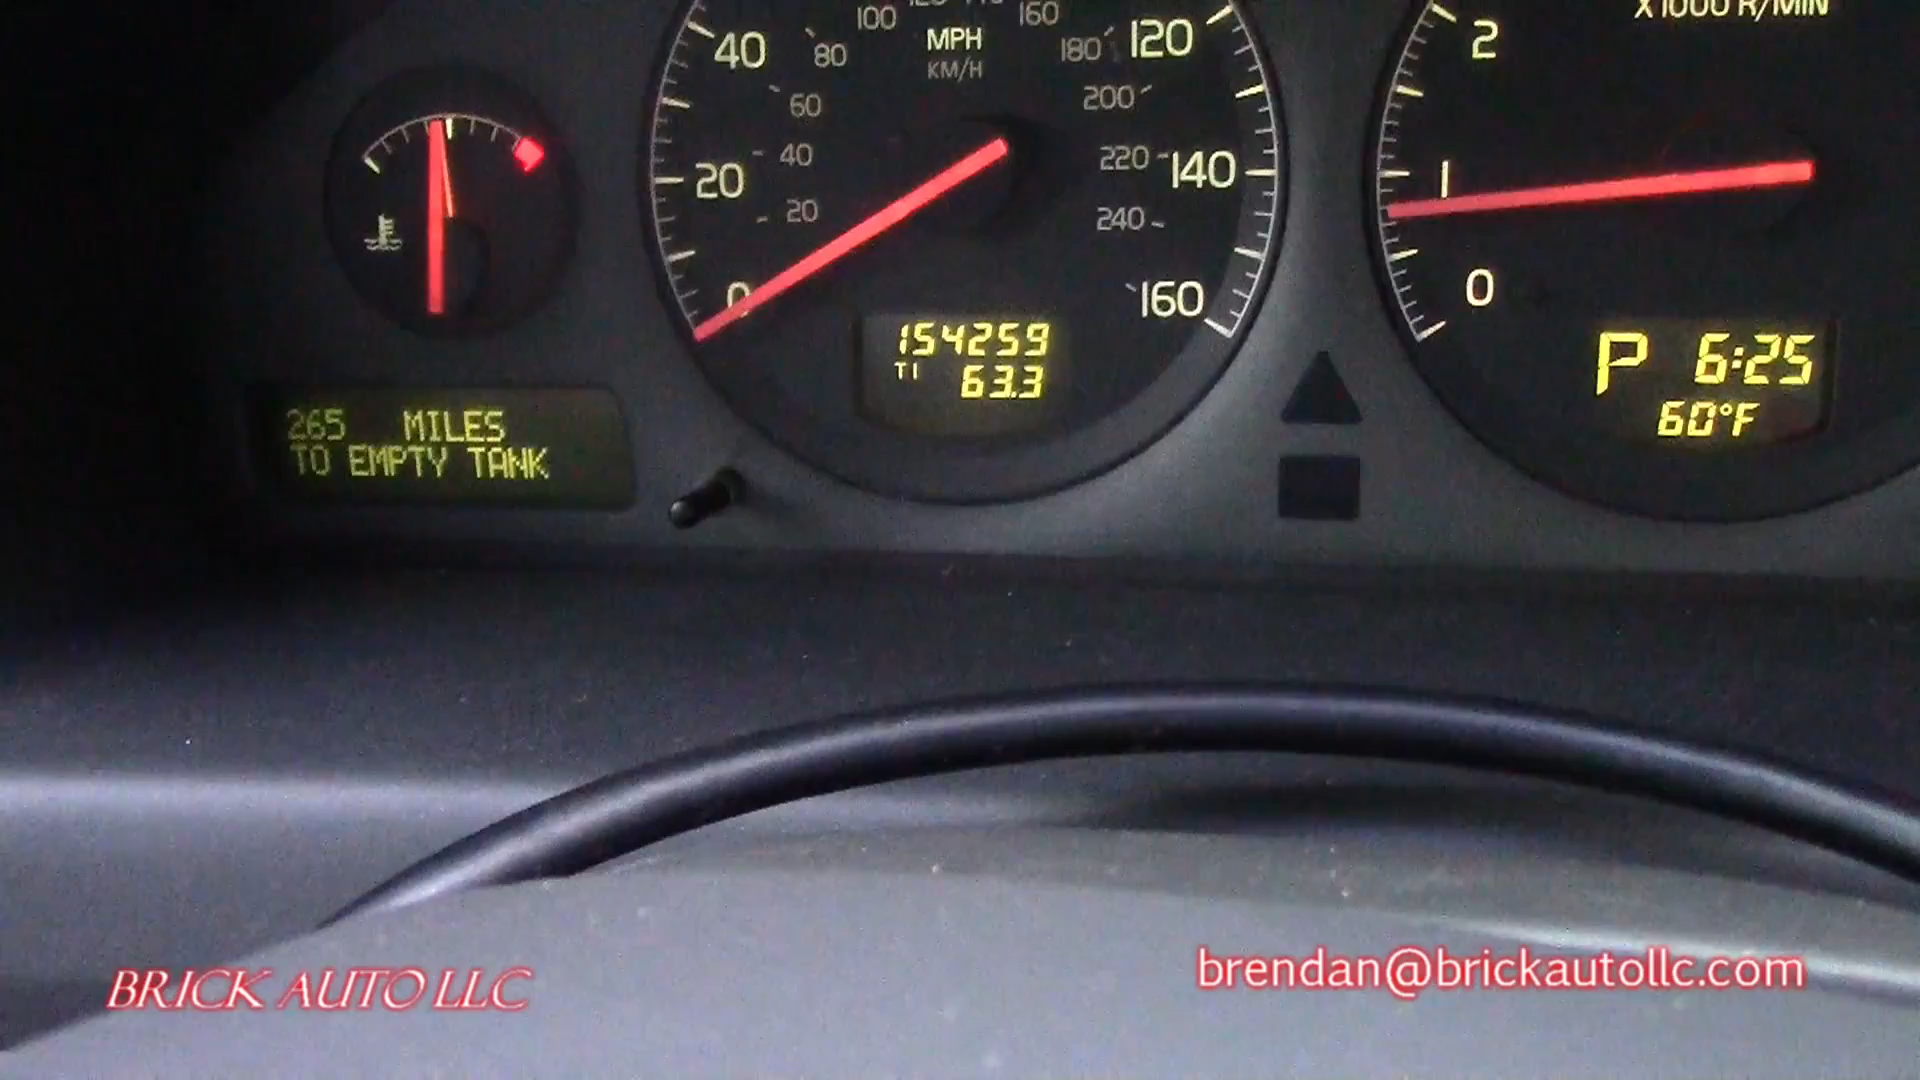 X1000 R/MIN
100
160
40
80
MPH
KM/H
180
120
2
60
200
20
40
220
140
1
20
240
0
160
0
154259
T1 63.3
P 6:25
60°F
265 MILES
TO EMPTY TANK
BRICK AUTO LLC
brendan@brickautollc.com